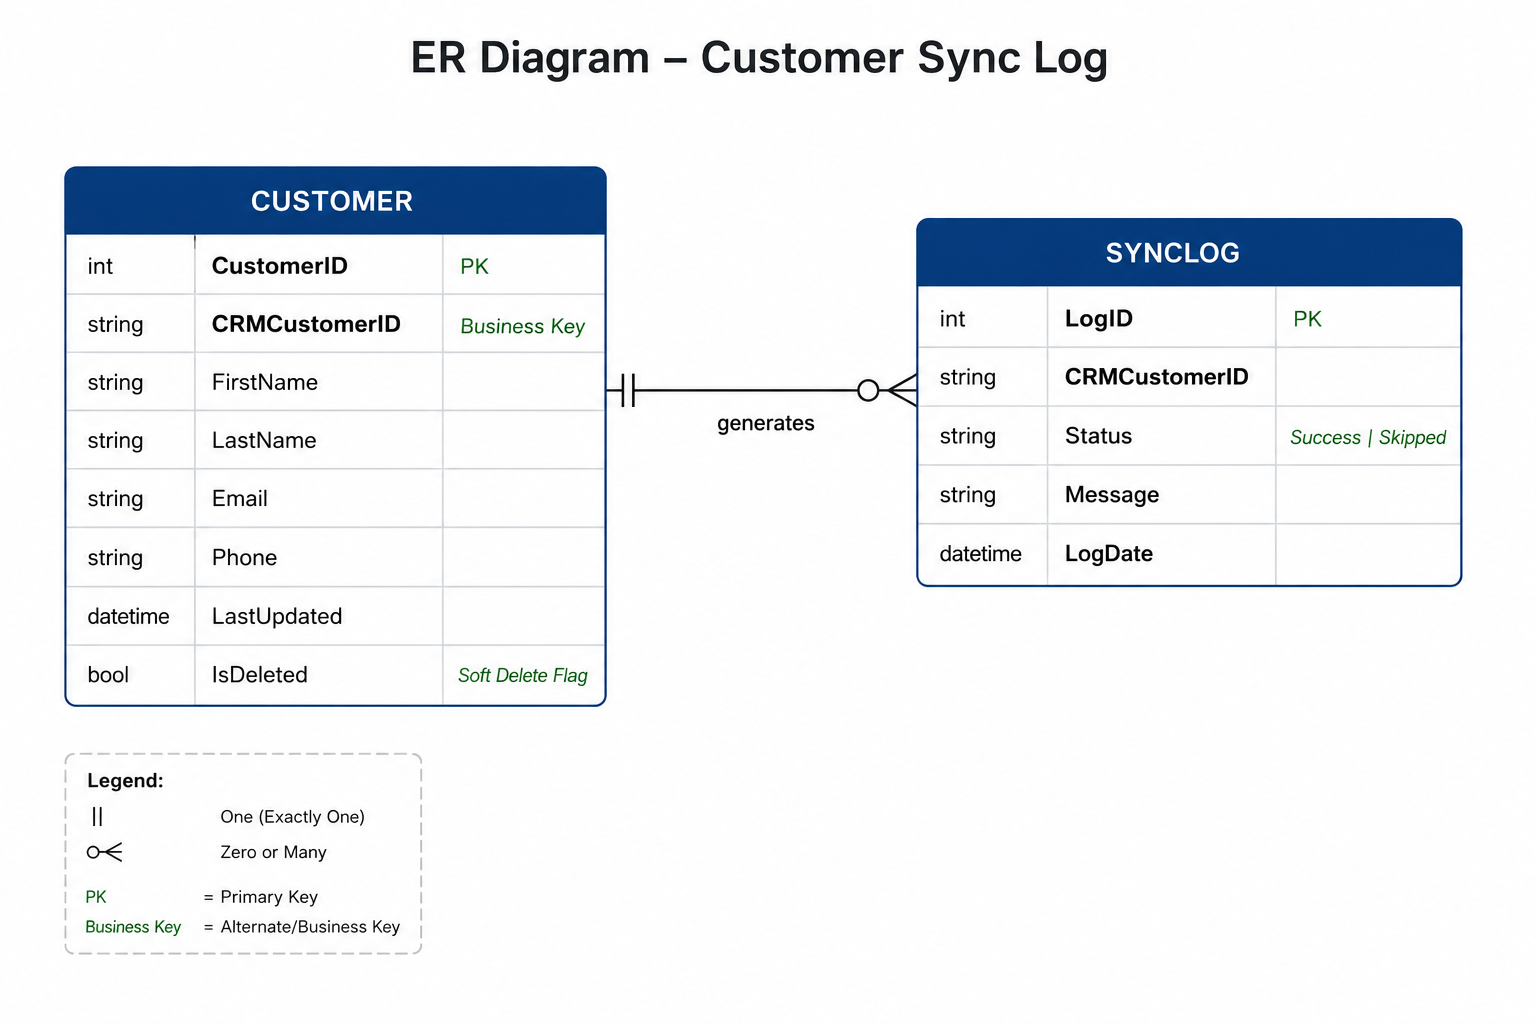 ER Diagram – Customer Sync Log
CUSTOMER
int CustomerID PK
string CRMCustomerID Business Key
string FirstName
string LastName
string Email
string Phone
datetime LastUpdated
bool IsDeleted Soft Delete Flag
generates
SYNCLOG
int LogID PK
string CRMCustomerID
string Status Success | Skipped
string Message
datetime LogDate
Legend:
One (Exactly One)
Zero or Many
PK = Primary Key
Business Key = Alternate/Business Key